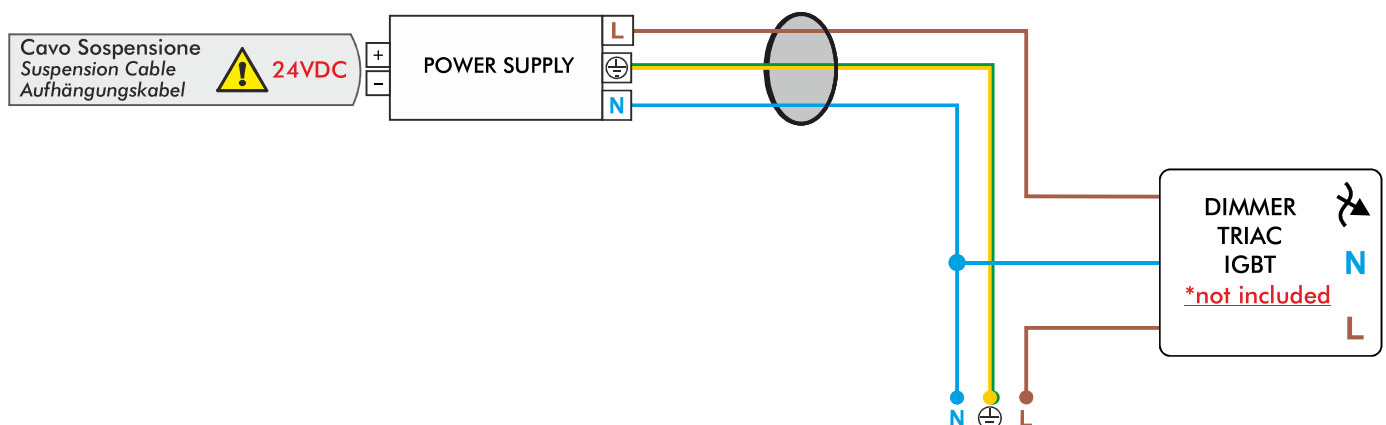 Cavo Sospensione
Suspension Cable
Aufhängungskabel
24VDC
+
-
POWER SUPPLY
L
N
DIMMER
TRIAC
IGBT
*not included
N
L
N
L